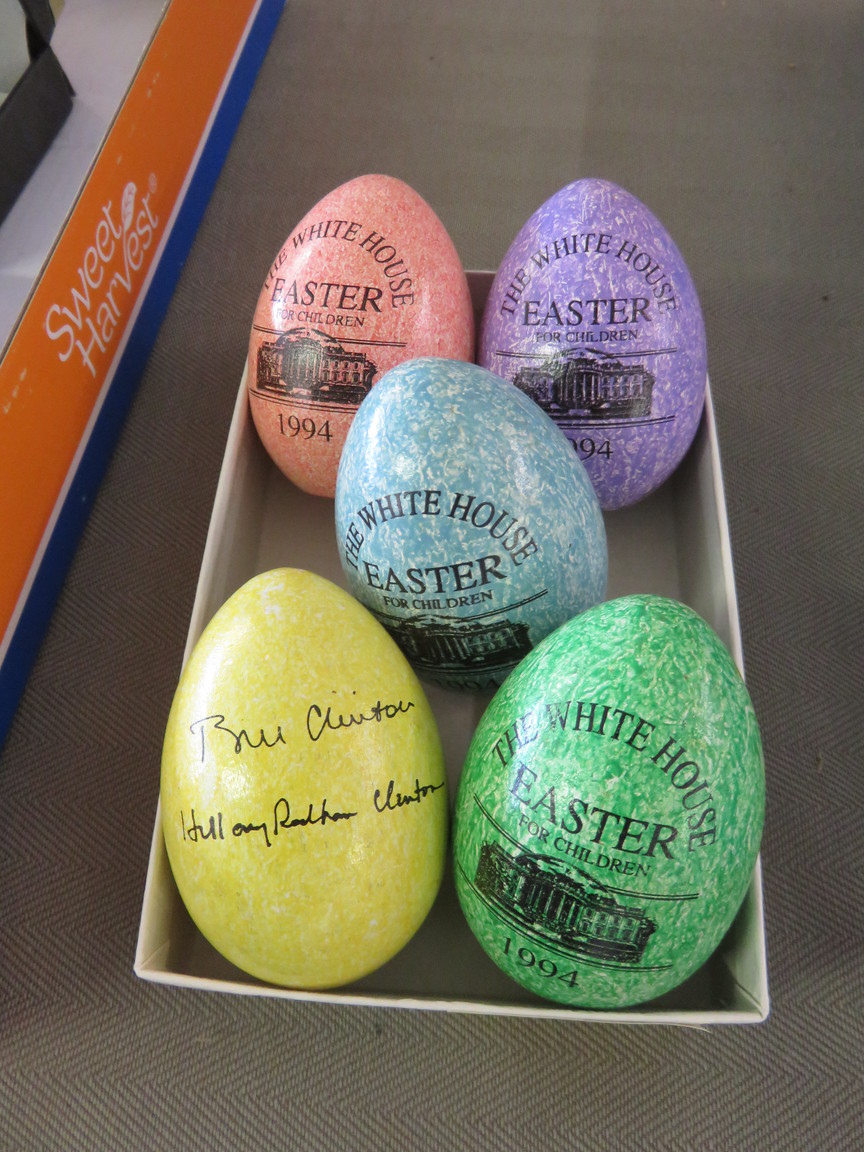 Sweet
Harvest®
THE WHITE HOUSE
EASTER
FOR CHILDREN
1994
THE WHITE HOUSE
EASTER
FOR CHILDREN
994
THE WHITE HOUSE
EASTER
FOR CHILDREN
Bill Clinton
Hillary Rodham Clinton
THE WHITE HOUSE
EASTER
FOR CHILDREN
1994